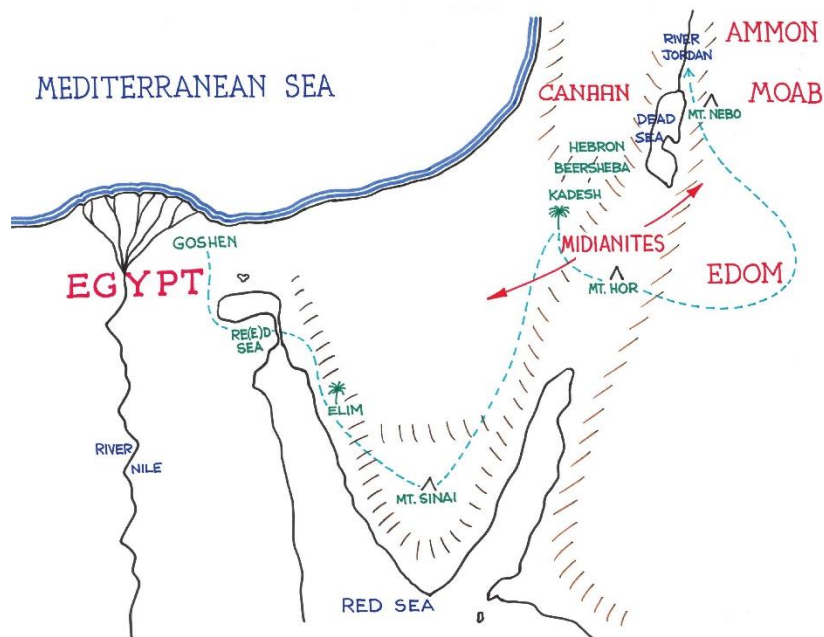 RIVER
JORDAN
AMMON
MEDITERRANEAN SEA
CANAAN
MOAB
MT. NEBO
DEAD
SEA
HEBRON
BEERSHEBA
KADESH
GOSHEN
MIDIANITES
EGYPT
EDOM
MT. HOR
RE(E)D
SEA
ELIM
RIVER
NILE
MT. SINAI
RED SEA